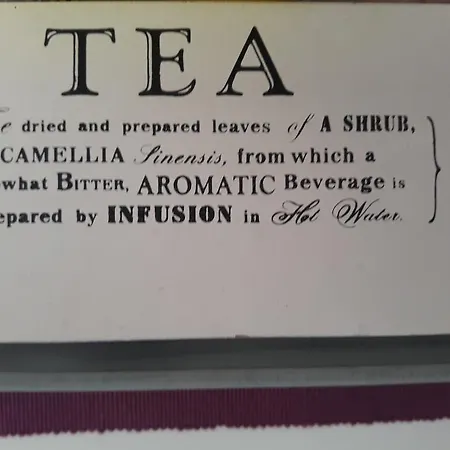 TEA
dried and prepared leaves of A SHRUB,
CAMELLIA Sinensis, from which a
what BITTER, AROMATIC Beverage is
epared by INFUSION in Hot Water.